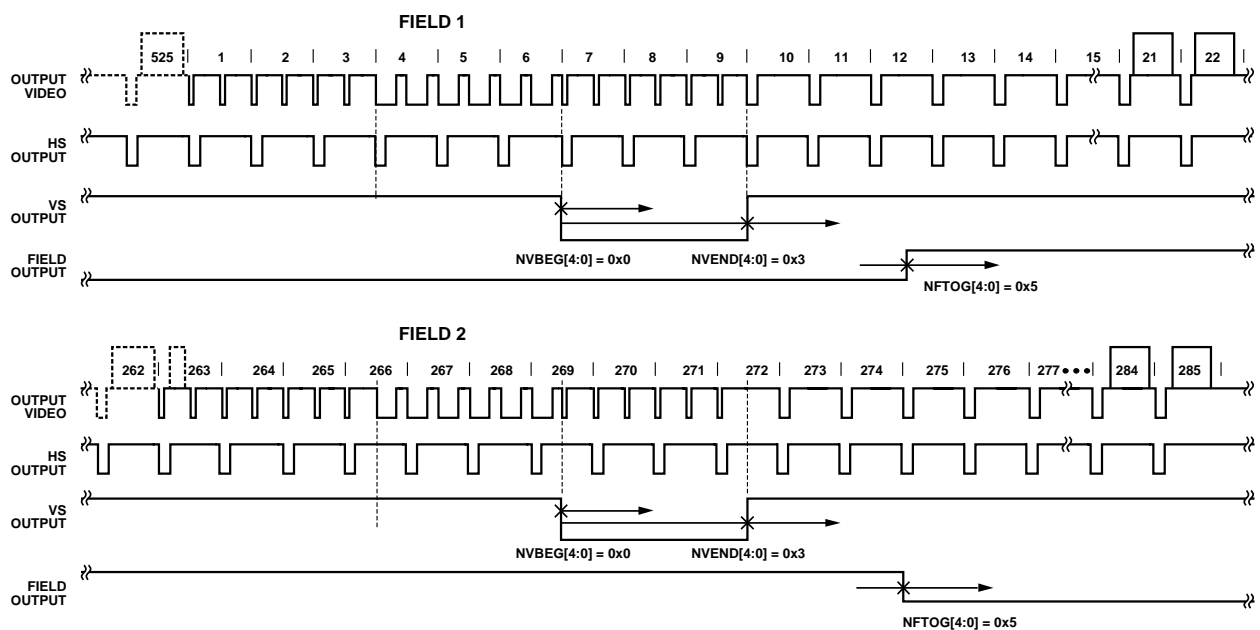 FIELD 1
525 1 2 3 4 5 6 7 8 9 10 11 12 13 14 15 21 22
OUTPUT
VIDEO
HS
OUTPUT
VS
OUTPUT
NVBEG[4:0] = 0x0 NVEND[4:0] = 0x3
FIELD
OUTPUT
NFTOG[4:0] = 0x5
FIELD 2
262 263 264 265 266 267 268 269 270 271 272 273 274 275 276 277 284 285
OUTPUT
VIDEO
HS
OUTPUT
VS
OUTPUT
NVBEG[4:0] = 0x0 NVEND[4:0] = 0x3
FIELD
OUTPUT
NFTOG[4:0] = 0x5